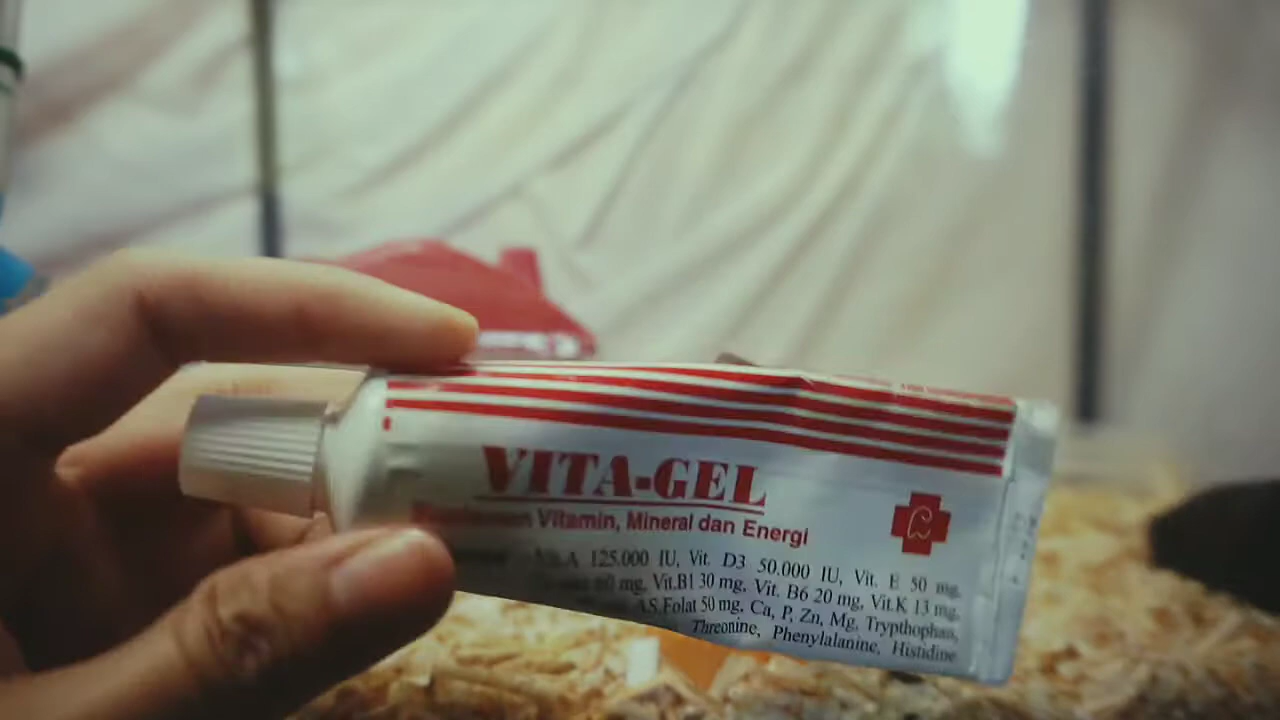 VITA-GEL
Vitamin, Mineral dan Energi
Vit.A 125.000 IU, Vit. D3 50.000 IU, Vit. E 50 mg,
60 mg, Vit.B1 30 mg, Vit. B6 20 mg, Vit.K 13 mg,
AS.Folat 50 mg, Ca, P, Zn, Mg, Trypthophan,
Threonine, Phenylalanine, Histidine